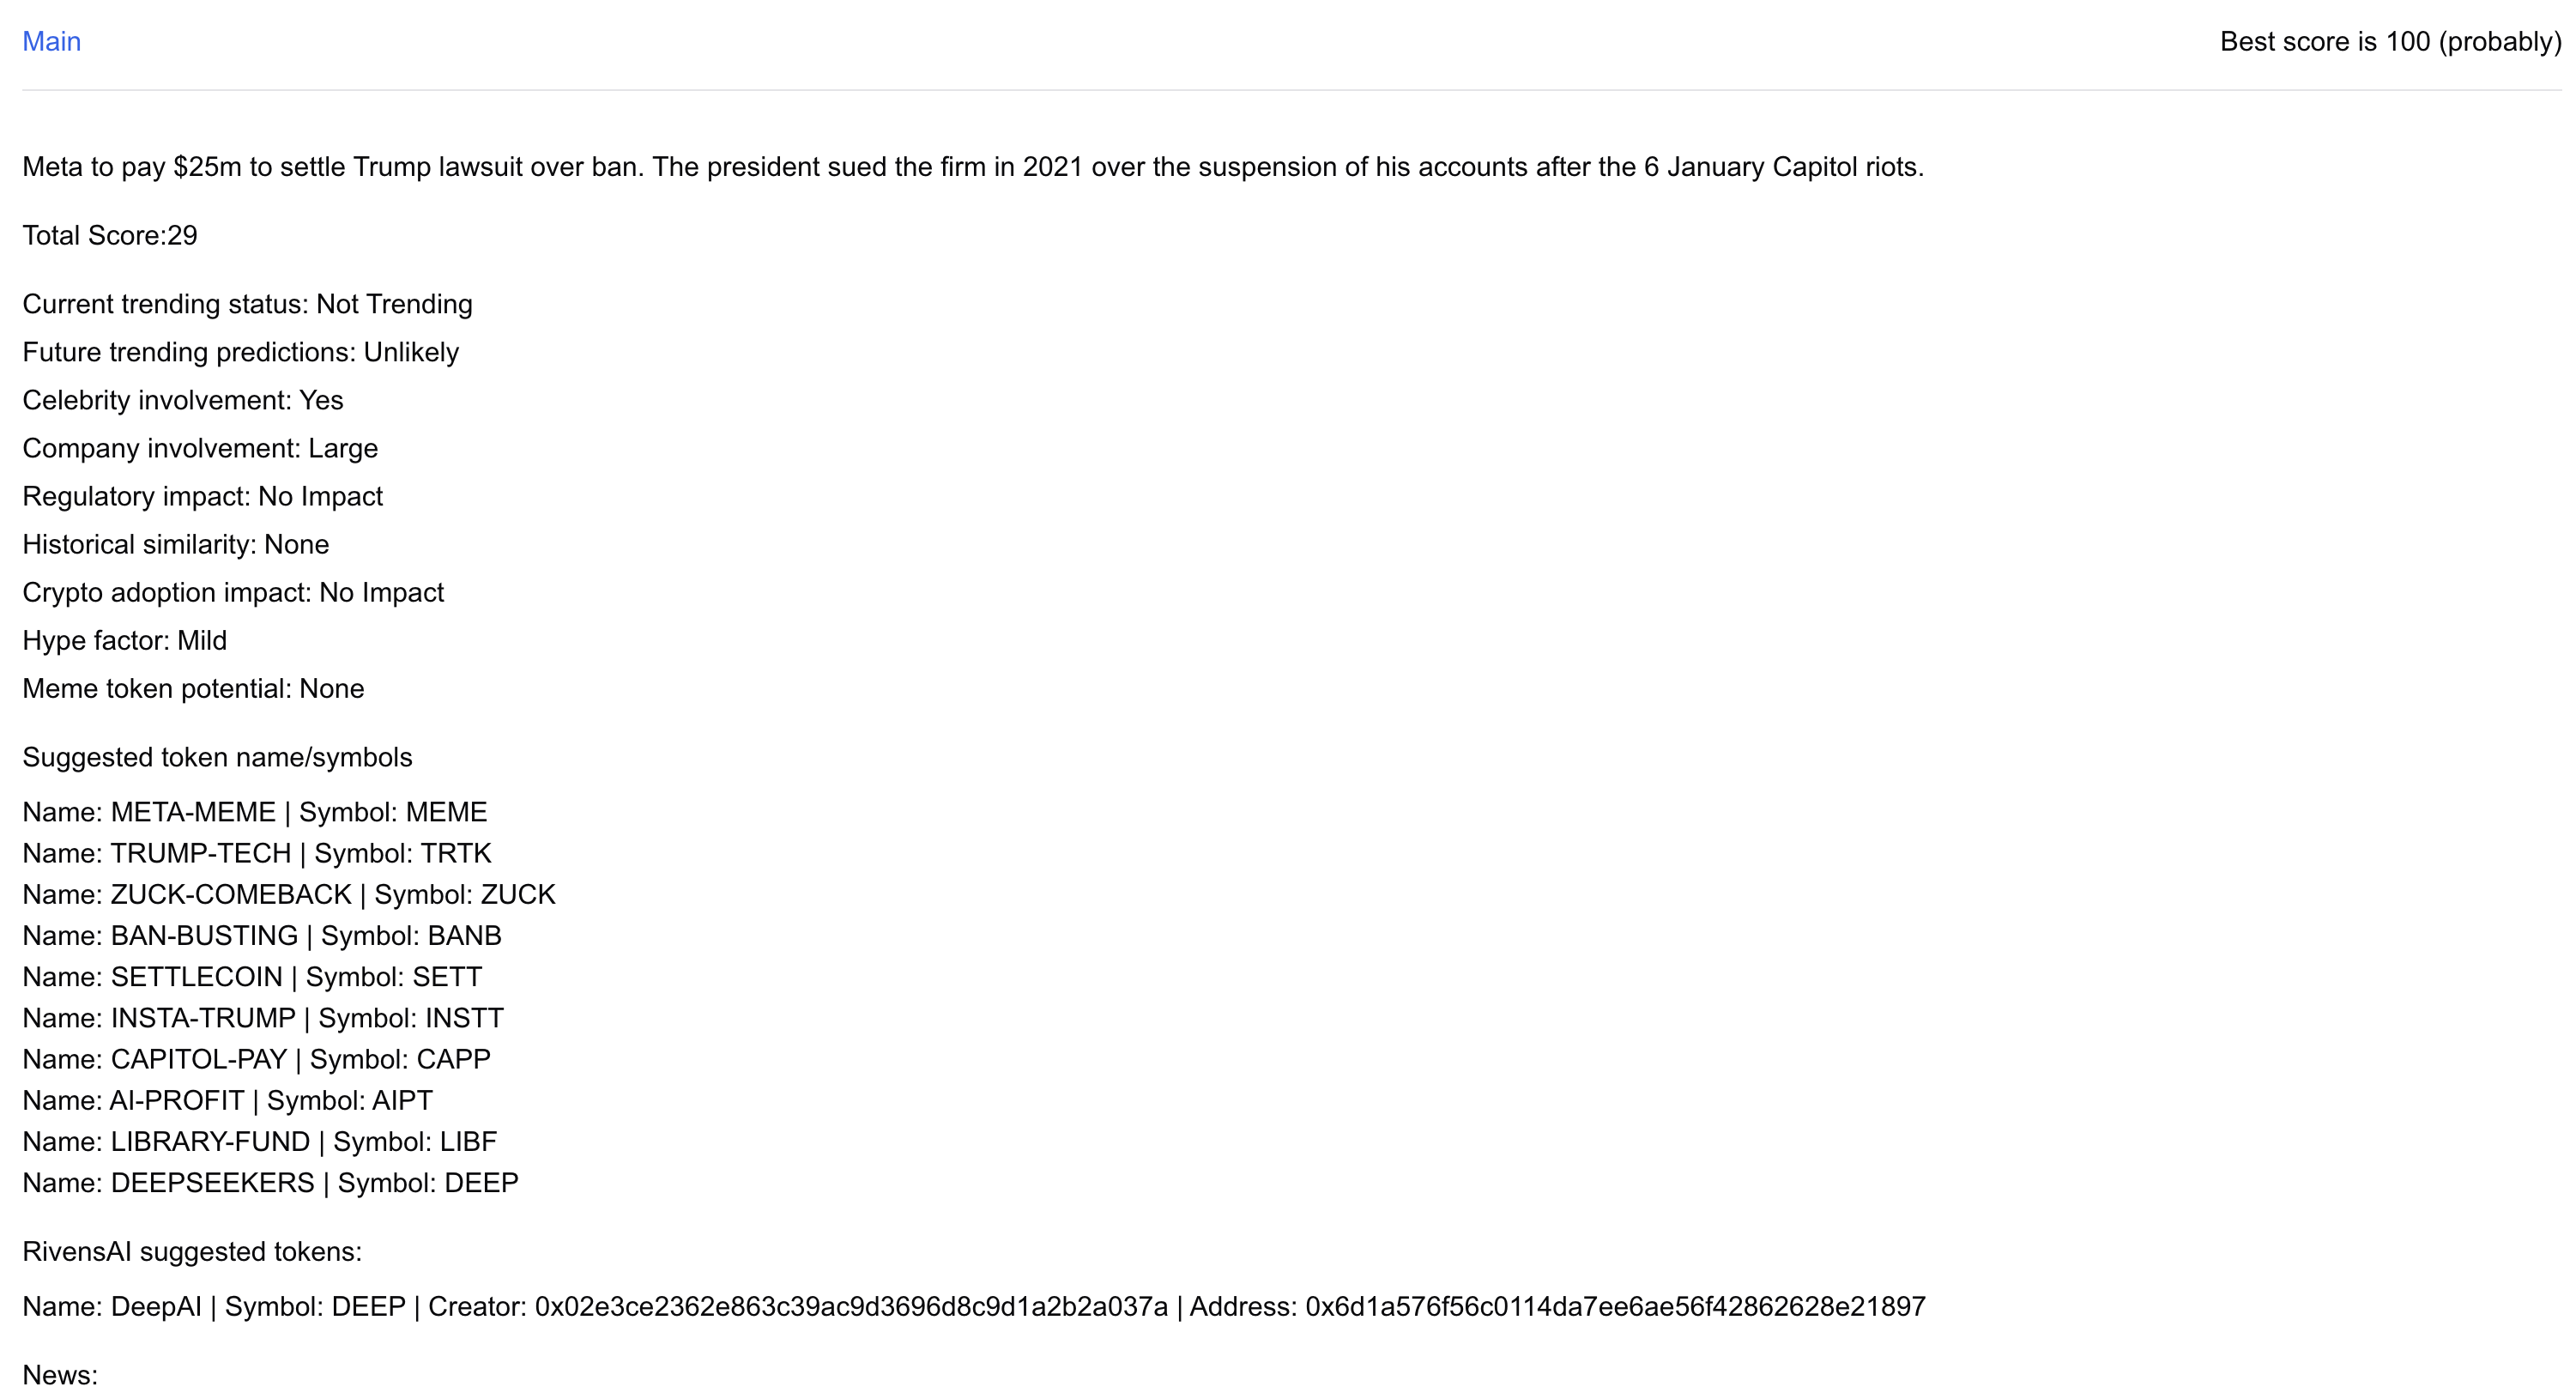 Main
Best score is 100 (probably)
Meta to pay $25m to settle Trump lawsuit over ban. The president sued the firm in 2021 over the suspension of his accounts after the 6 January Capitol riots.
Total Score:29
Current trending status: Not Trending
Future trending predictions: Unlikely
Celebrity involvement: Yes
Company involvement: Large
Regulatory impact: No Impact
Historical similarity: None
Crypto adoption impact: No Impact
Hype factor: Mild
Meme token potential: None
Suggested token name/symbols
Name: META-MEME | Symbol: MEME
Name: TRUMP-TECH | Symbol: TRTK
Name: ZUCK-COMEBACK | Symbol: ZUCK
Name: BAN-BUSTING | Symbol: BANB
Name: SETTLECOIN | Symbol: SETT
Name: INSTA-TRUMP | Symbol: INSTT
Name: CAPITOL-PAY | Symbol: CAPP
Name: AI-PROFIT | Symbol: AIPT
Name: LIBRARY-FUND | Symbol: LIBF
Name: DEEPSEEKERS | Symbol: DEEP
RivensAI suggested tokens:
Name: DeepAI | Symbol: DEEP | Creator: 0x02e3ce2362e863c39ac9d3696d8c9d1a2b2a037a | Address: 0x6d1a576f56c0114da7ee6ae56f42862628e21897
News: